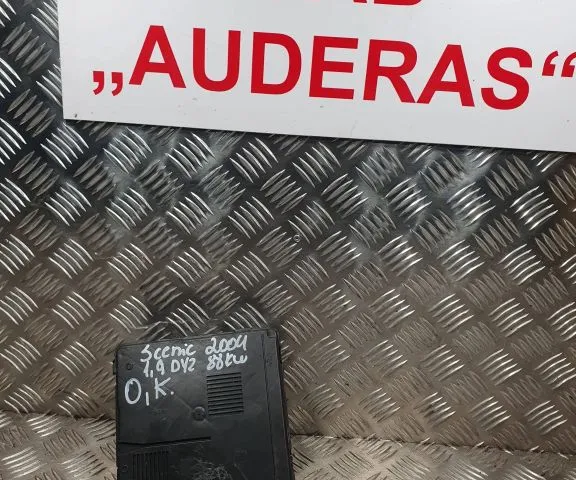 „AUDERAS“
Scenic 2004
1,9 DYZ 88kw
O,K.